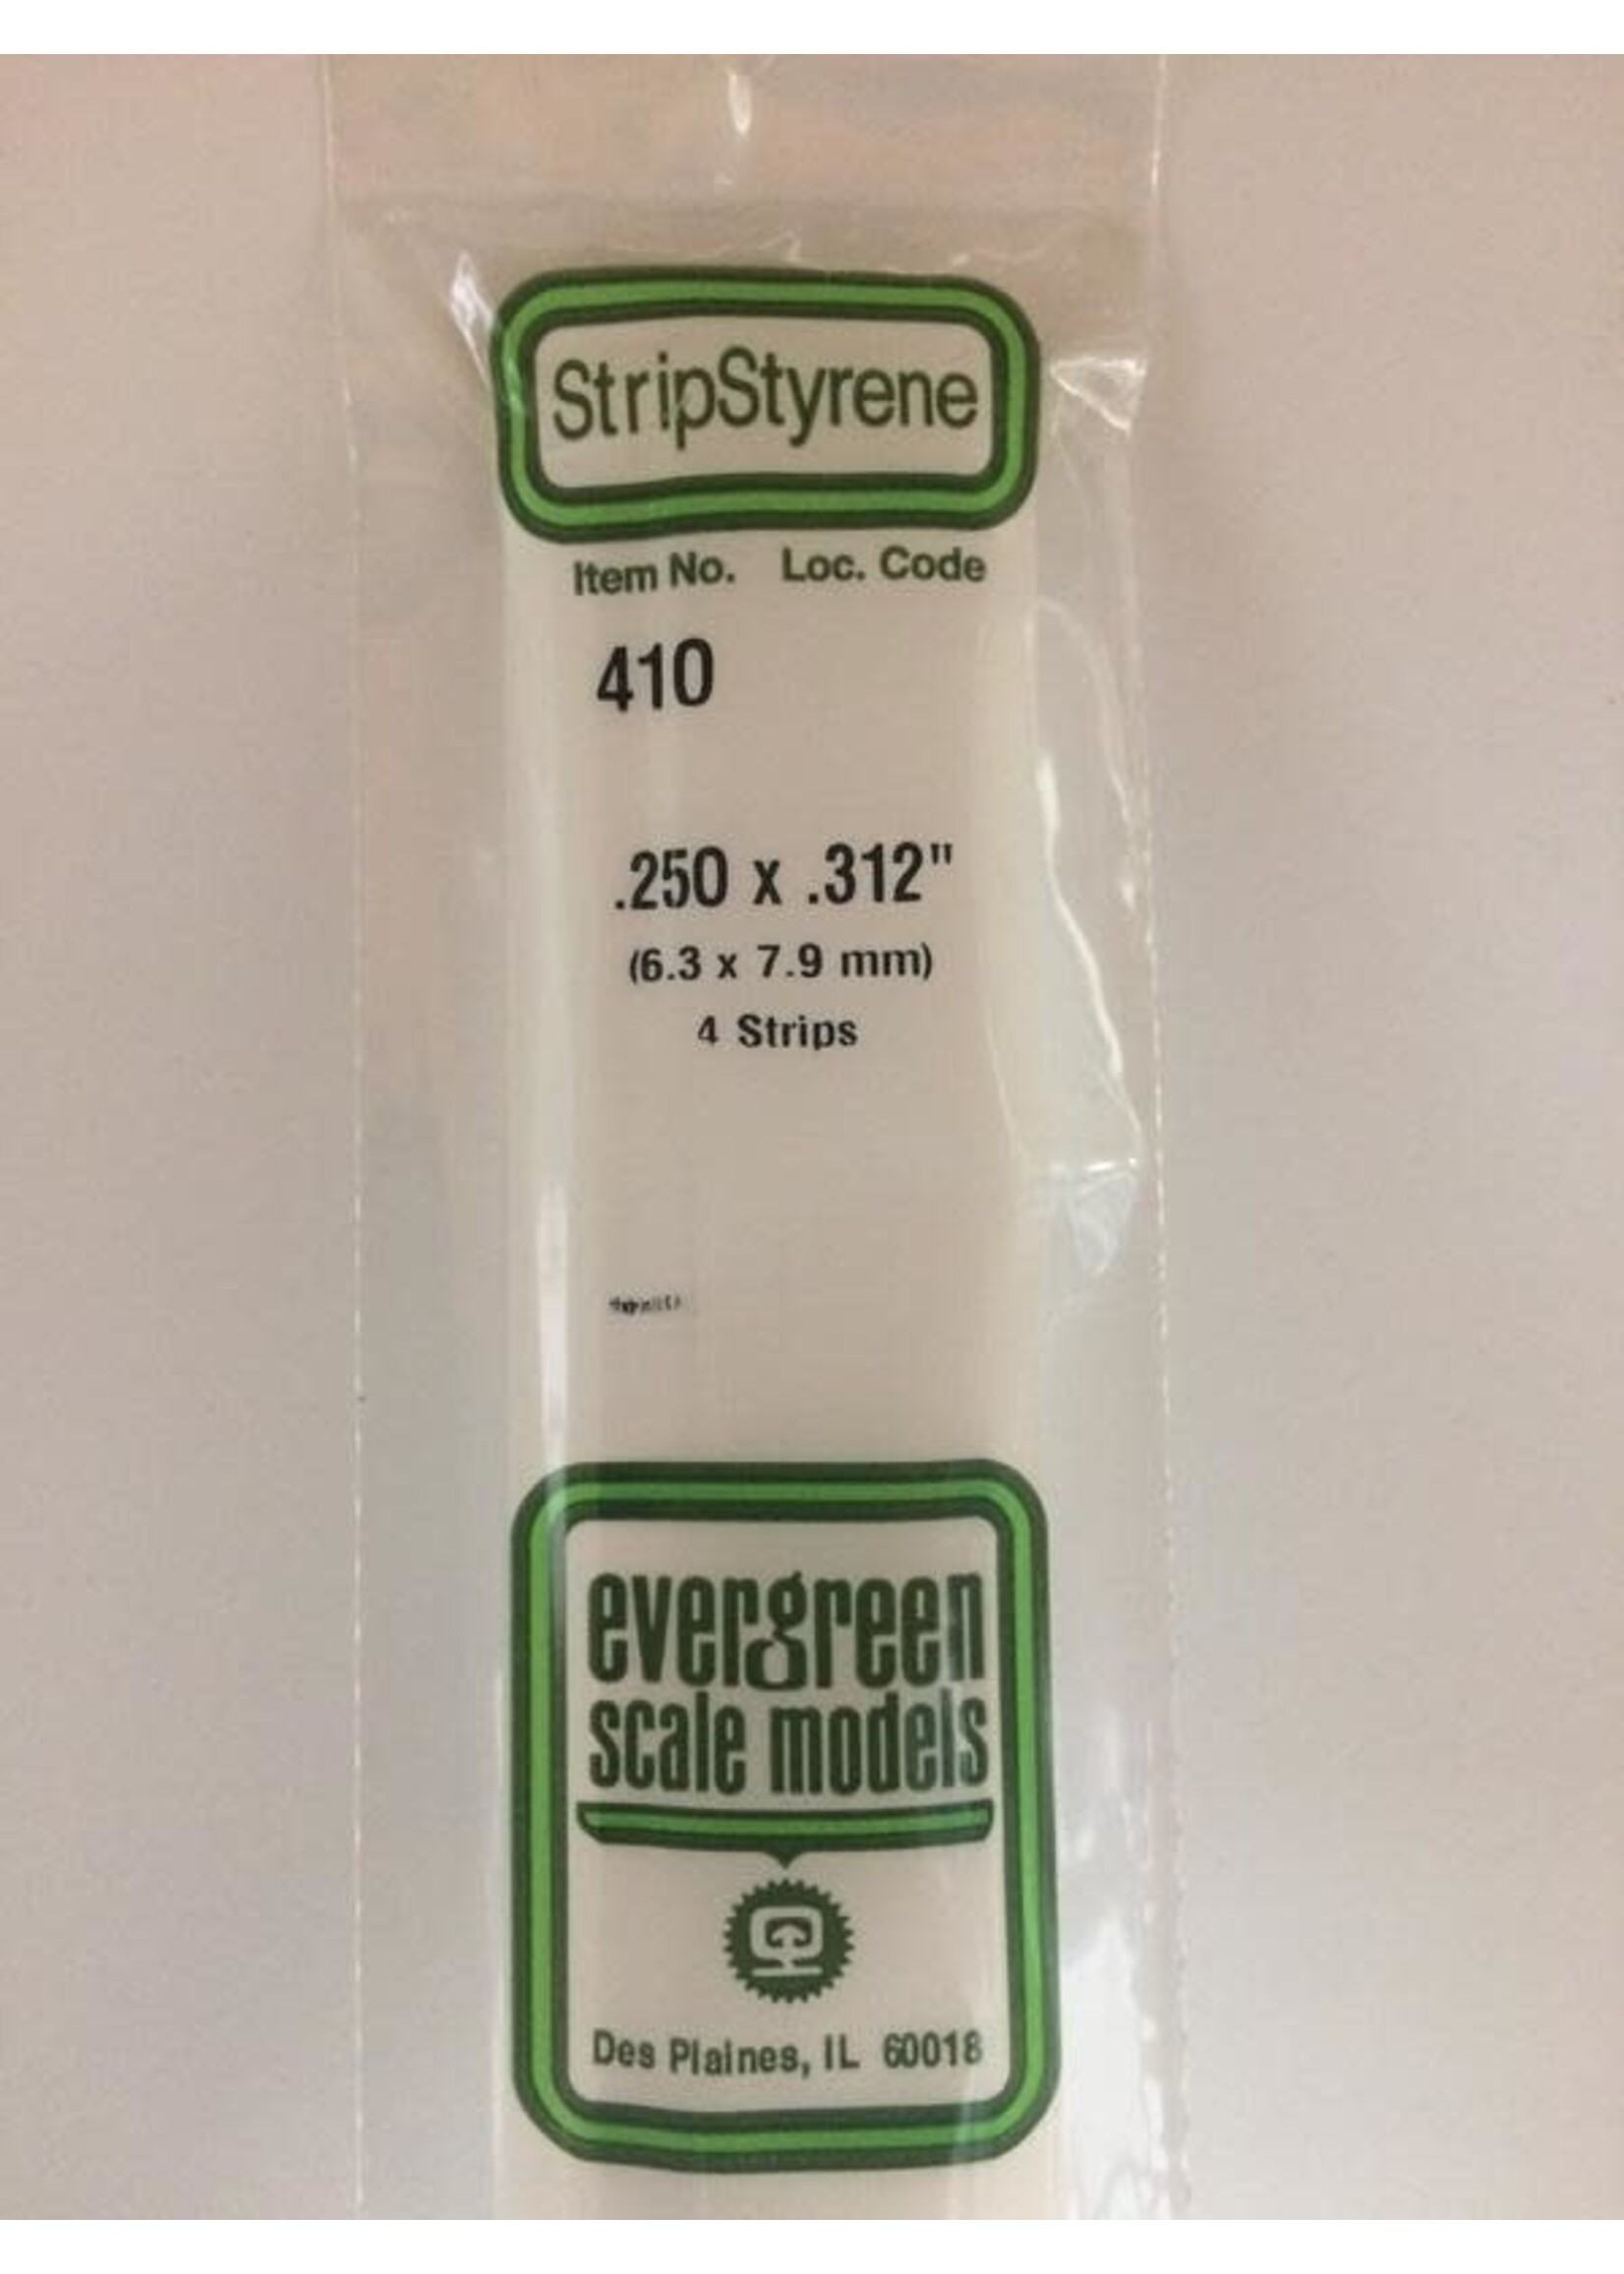 StripStyrene
Item No. Loc. Code
410
.250 x .312"
(6.3 x 7.9 mm)
4 Strips
evergreen
scale models
Des Plaines, IL 60018